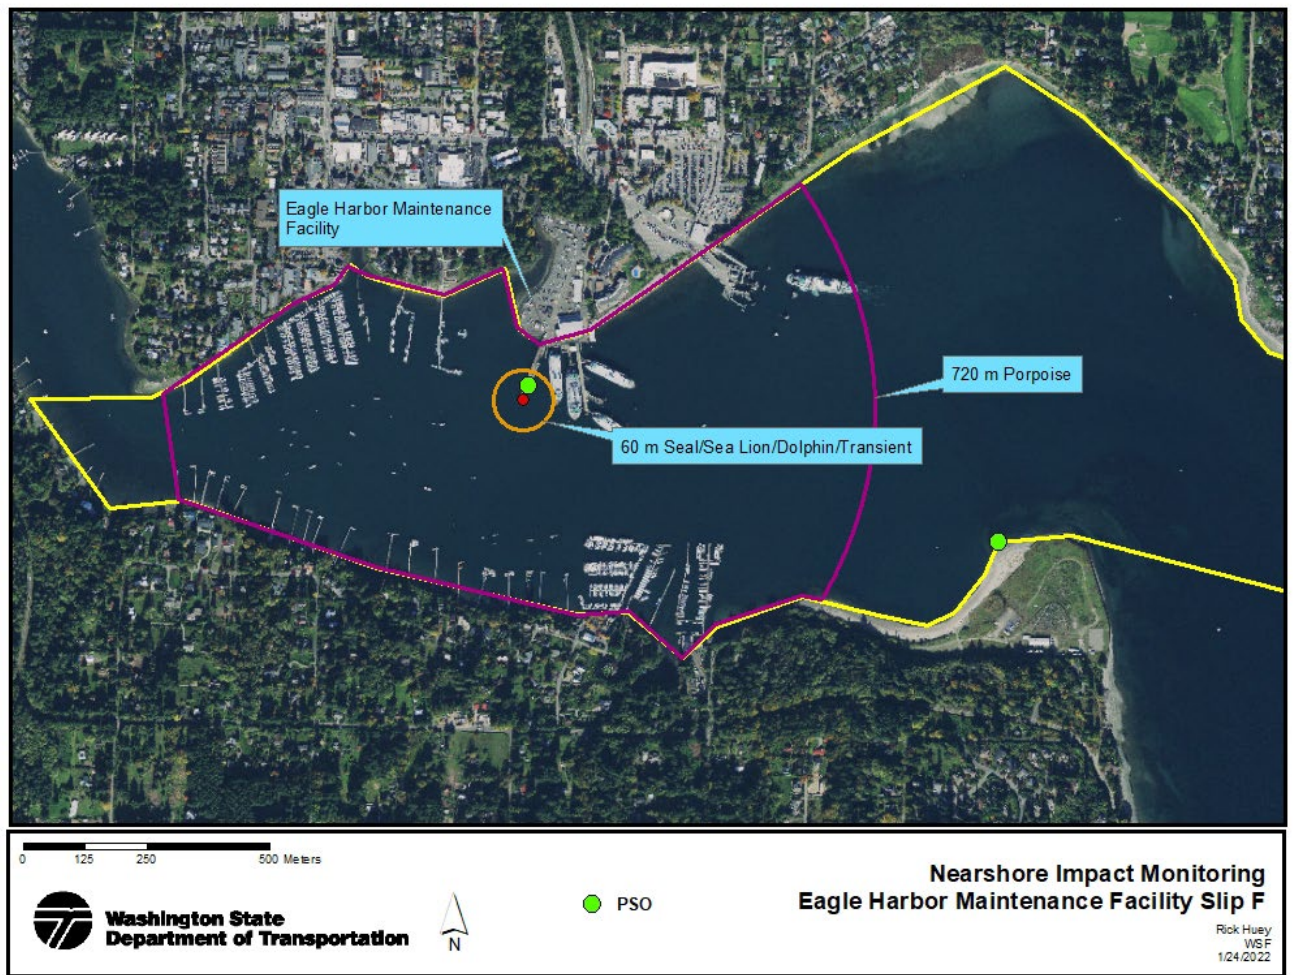 Eagle Harbor Maintenance
Facility
720 m Porpoise
60 m Seal/Sea Lion/Dolphin/Transient
0 125 250 500 Meters
Washington State
Department of Transportation
N
PSO
Nearshore Impact Monitoring
Eagle Harbor Maintenance Facility Slip F
Rick Huey
WSF
1/24/2022